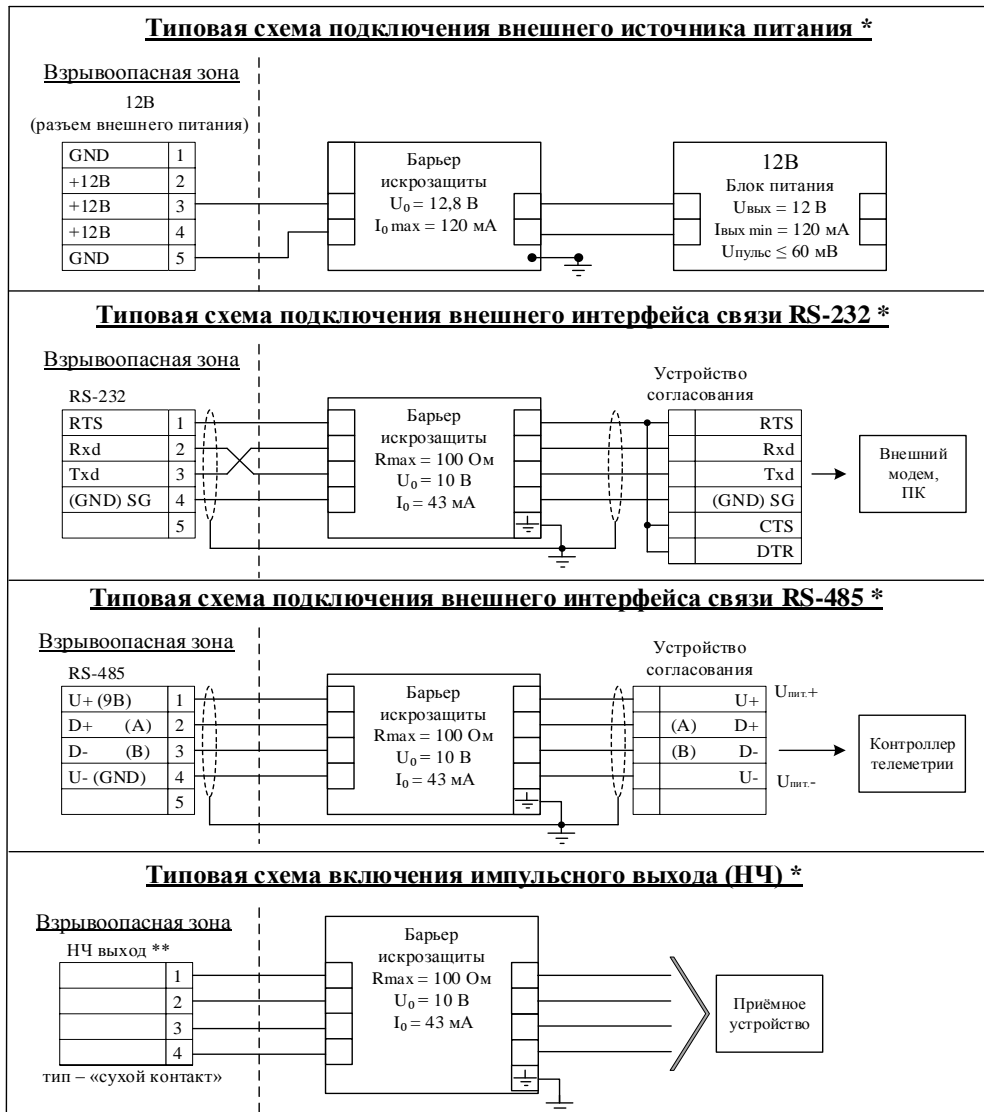 Типовая схема подключения внешнего источника питания *
Взрывоопасная зона
12В
(разъем внешнего питания)
GND 1
+12В 2
+12В 3
+12В 4
GND 5
Барьер
искрозащиты
U0 = 12,8 В
I0 max = 120 мА
12В
Блок питания
Uвых = 12 В
Iвых min = 120 мА
Uпульс ≤ 60 мВ
Типовая схема подключения внешнего интерфейса связи RS-232 *
Взрывоопасная зона
RS-232
RTS 1
Rxd 2
Txd 3
(GND) SG 4
5
Барьер
искрозащиты
Rmax = 100 Ом
U0 = 10 В
I0 = 43 мА
Устройство
согласования
RTS
Rxd
Txd
(GND) SG
CTS
DTR
Внешний
модем,
ПК
Типовая схема подключения внешнего интерфейса связи RS-485 *
Взрывоопасная зона
RS-485
U+ (9В) 1
D+ (А) 2
D- (В) 3
U- (GND) 4
5
Барьер
искрозащиты
Rmax = 100 Ом
U0 = 10 В
I0 = 43 мА
Устройство
согласования
U+
(А) D+
(В) D-
U-
Uпит.+
Uпит.-
Контроллер
телеметрии
Типовая схема включения импульсного выхода (НЧ) *
Взрывоопасная зона
НЧ выход **
1
2
3
4
тип – «сухой контакт»
Барьер
искрозащиты
Rmax = 100 Ом
U0 = 10 В
I0 = 43 мА
Приёмное
устройство